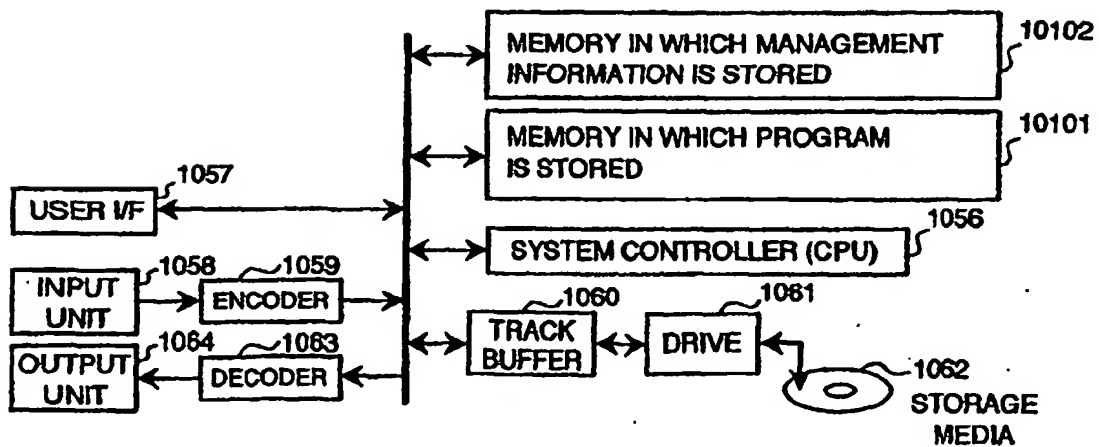 MEMORY IN WHICH MANAGEMENT
INFORMATION IS STORED
10102
MEMORY IN WHICH PROGRAM
IS STORED
10101
USER I/F
1057
SYSTEM CONTROLLER (CPU)
1056
INPUT
UNIT
1058
ENCODER
1059
TRACK
BUFFER
1060
DRIVE
1061
OUTPUT
UNIT
1064
DECODER
1063
1062
STORAGE
MEDIA